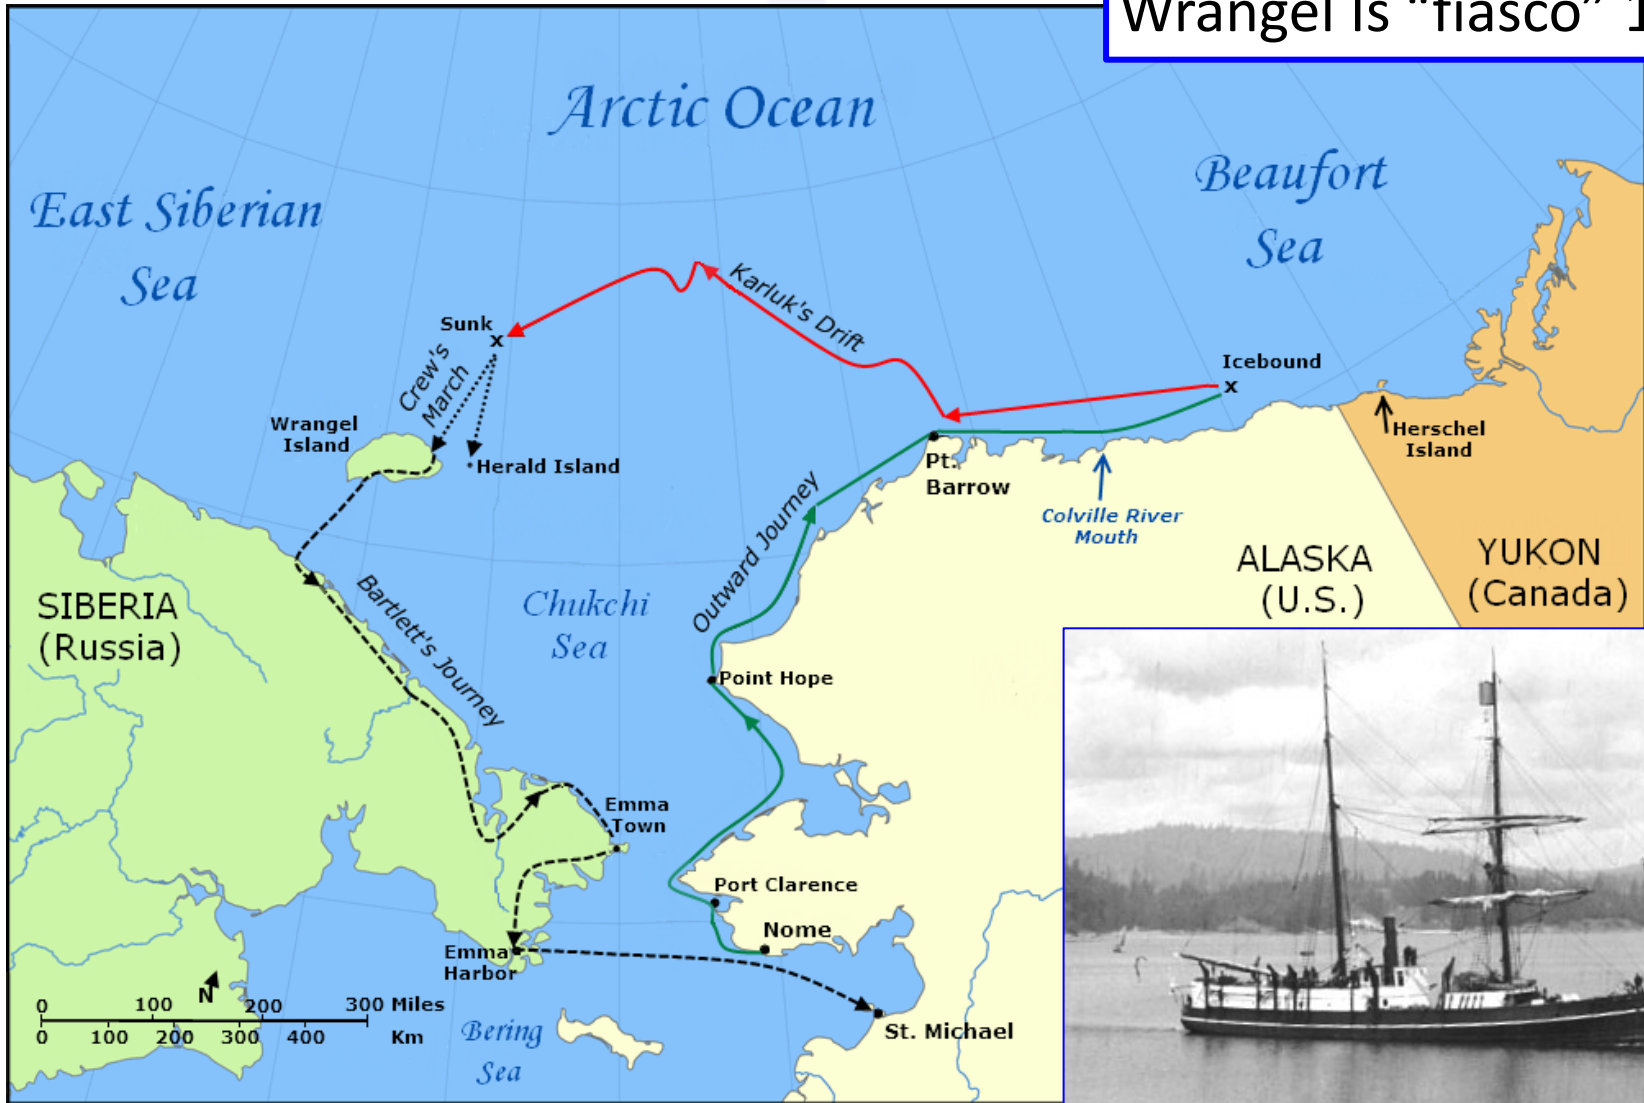 Wrangel Is "fiasco"
Arctic Ocean
Beaufort
Sea
East Siberian
Sea
Karluk's Drift
Sunk
x
Crew's
March
Icebound
x
Wrangel
Island
Herald Island
Herschel
Island
Pt.
Barrow
Colville River
Mouth
Outward Journey
ALASKA
(U.S.)
YUKON
(Canada)
SIBERIA
(Russia)
Bartlett's Journey
Chukchi
Sea
Point Hope
Emma
Town
Port Clarence
Nome
Emma
Harbor
St. Michael
N
0 100 200 300 Miles
0 100 200 300 400 Km
Bering
Sea